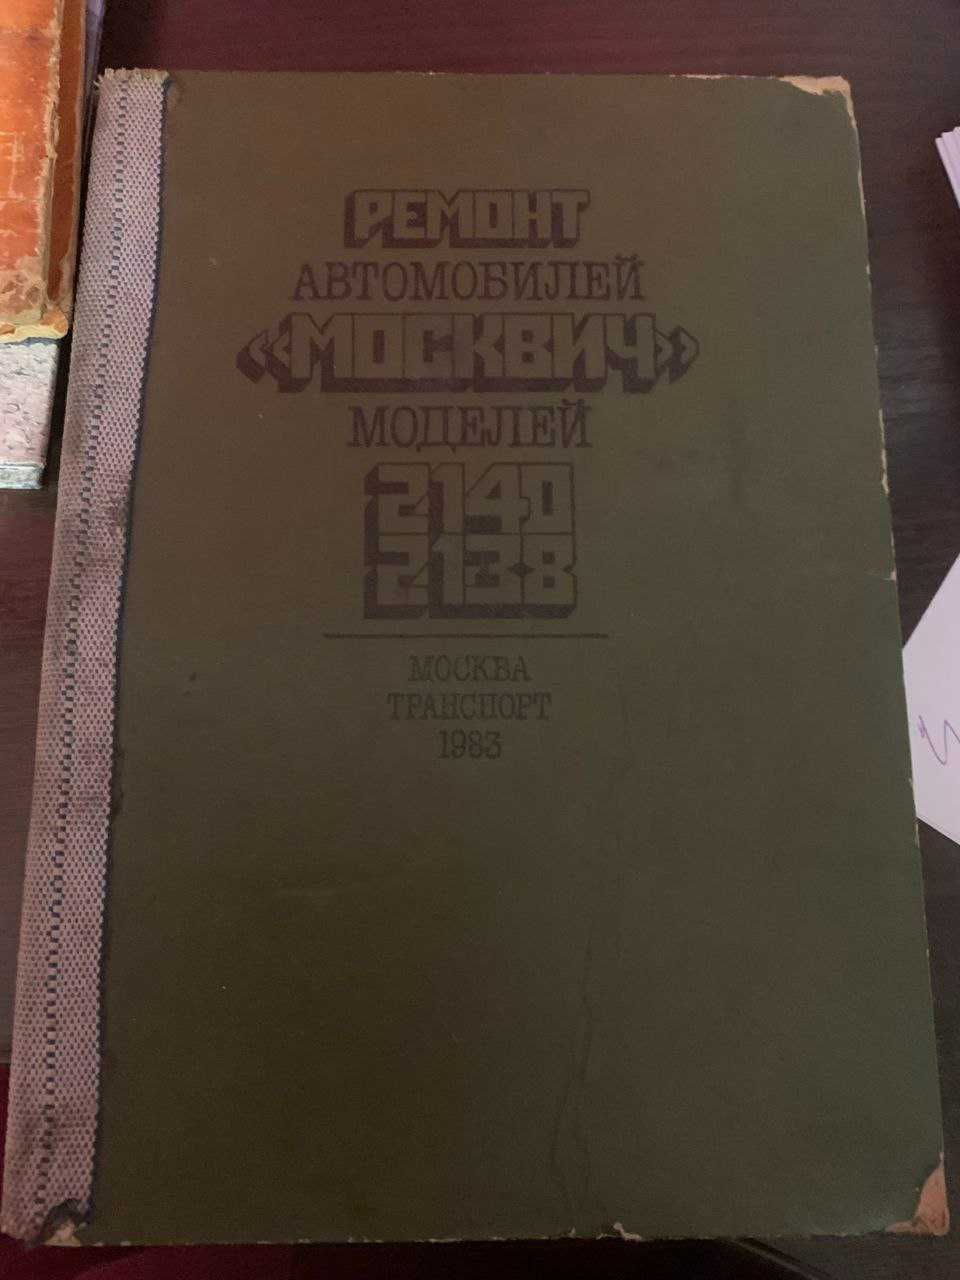 РЕМОНТ
АВТОМОБИЛЕЙ
«МОСКВИЧ»
МОДЕЛЕЙ
2140
2138
МОСКВА
ТРАНСПОРТ
1983